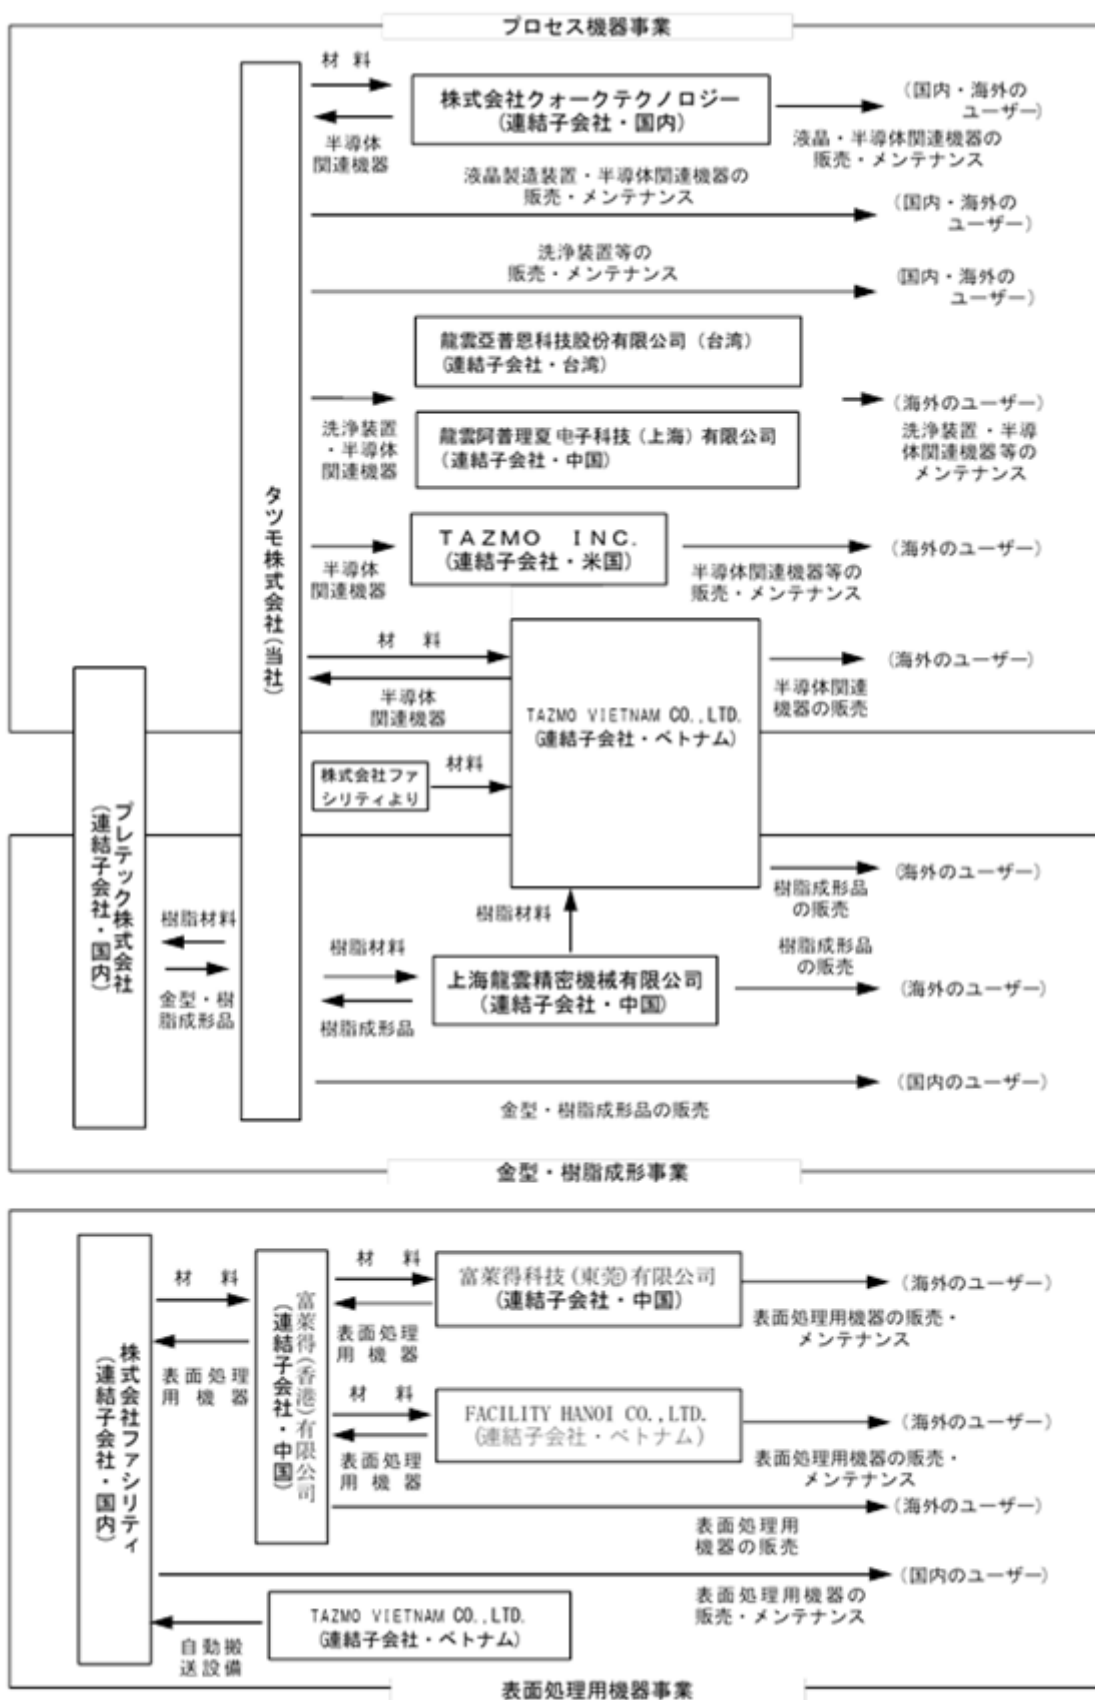 プロセス機器事業
材 料
株式会社クォークテクノロジー
(連結子会社・国内)
(国内・海外の
ユーザー)
半導体
関連機器
液晶・半導体関連機器の
販売・メンテナンス
液晶製造装置・半導体関連機器の
販売・メンテナンス
(国内・海外の
ユーザー)
洗浄装置等の
販売・メンテナンス
(国内・海外の
ユーザー)
龍雲亞普恩科技股份有限公司(台湾)
(連結子会社・台湾)
(海外のユーザー)
洗浄装置
・半導体
関連機器
龍雲阿普理夏电子科技(上海)有限公司
(連結子会社・中国)
洗浄装置・半導
体関連機器等の
メンテナンス
タツモ株式会社(当社)
TAZMO INC.
(連結子会社・米国)
(海外のユーザー)
半導体
関連機器
半導体関連機器等の
販売・メンテナンス
材 料
(海外のユーザー)
半導体
関連機器
半導体関連
機器の販売
TAZMO VIETNAM CO.,LTD.
(連結子会社・ベトナム)
株式会社ファ
シリティより
材料
プレテック株式会社
(連結子会社・国内)
(海外のユーザー)
樹脂成形品
の販売
樹脂材料
樹脂材料
金型・樹
脂成形品
樹脂材料
樹脂成形品
上海龍雲精密機械有限公司
(連結子会社・中国)
樹脂成形品
の販売
(海外のユーザー)
(国内のユーザー)
金型・樹脂成形品の販売
金型・樹脂成形事業
株式会社ファシリティ
(連結子会社・国内)
材 料
表面処理
用機器
富萊得(香港)有限公司
(連結子会社・中国)
材 料
表面処理
用機器
富萊得科技(東莞)有限公司
(連結子会社・中国)
(海外のユーザー)
表面処理用機器の販売・
メンテナンス
材 料
表面処理
用機器
FACILITY HANOI CO.,LTD.
(連結子会社・ベトナム)
(海外のユーザー)
表面処理用機器の販売・
メンテナンス
(海外のユーザー)
表面処理用
機器の販売
(国内のユーザー)
表面処理用機器の
販売・メンテナンス
TAZMO VIETNAM CO.,LTD.
(連結子会社・ベトナム)
自動搬
送設備
表面処理用機器事業